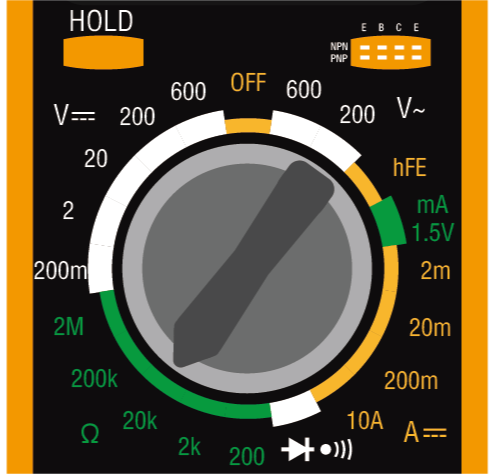 HOLD
E B C E
NPN
PNP
OFF
600
600
V⎓
200
200
V~
20
hFE
2
mA
1.5V
200m
2m
2M
20m
200k
200m
Ω
20k
10A
A⎓
2k
200